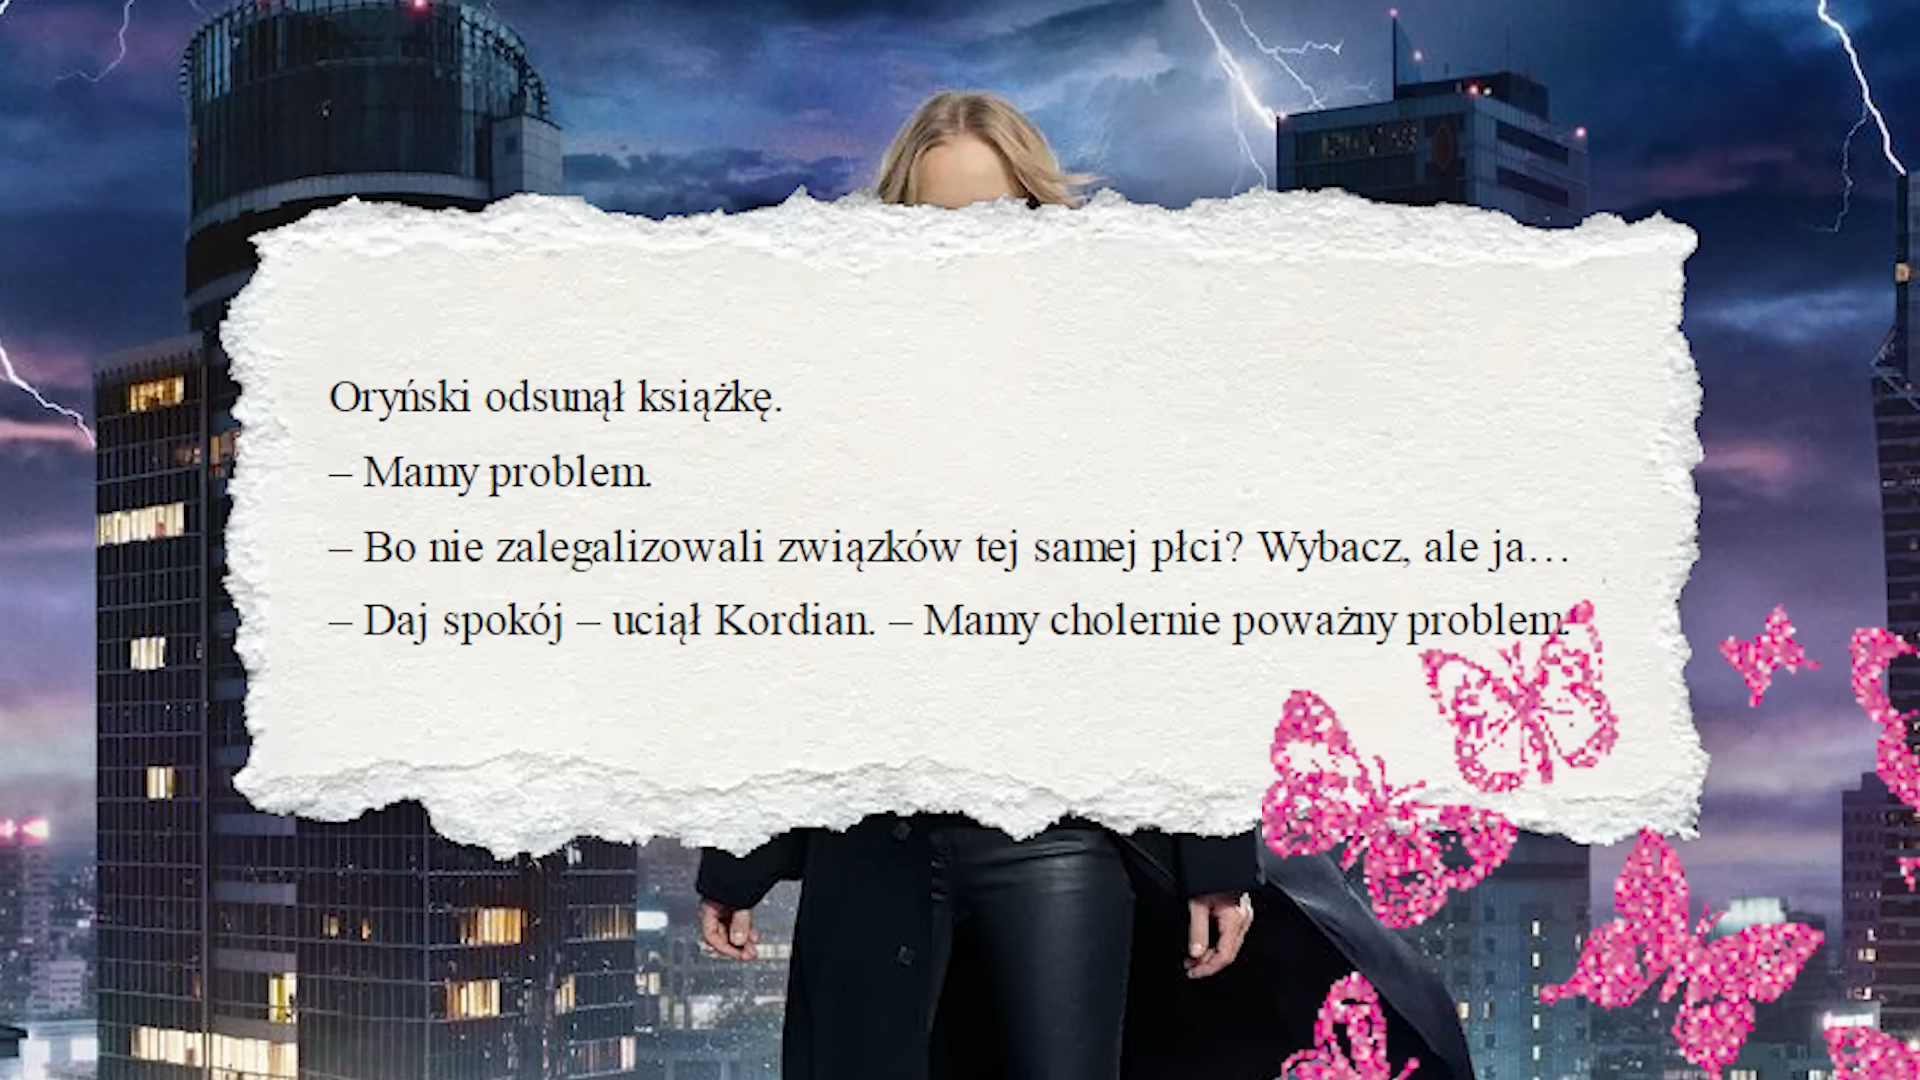 Oryński odsunął książkę.
– Mamy problem.
– Bo nie zalegalizowali związków tej samej płci? Wybacz, ale ja…
– Daj spokój – uciął Kordian. – Mamy cholernie poważny problem.